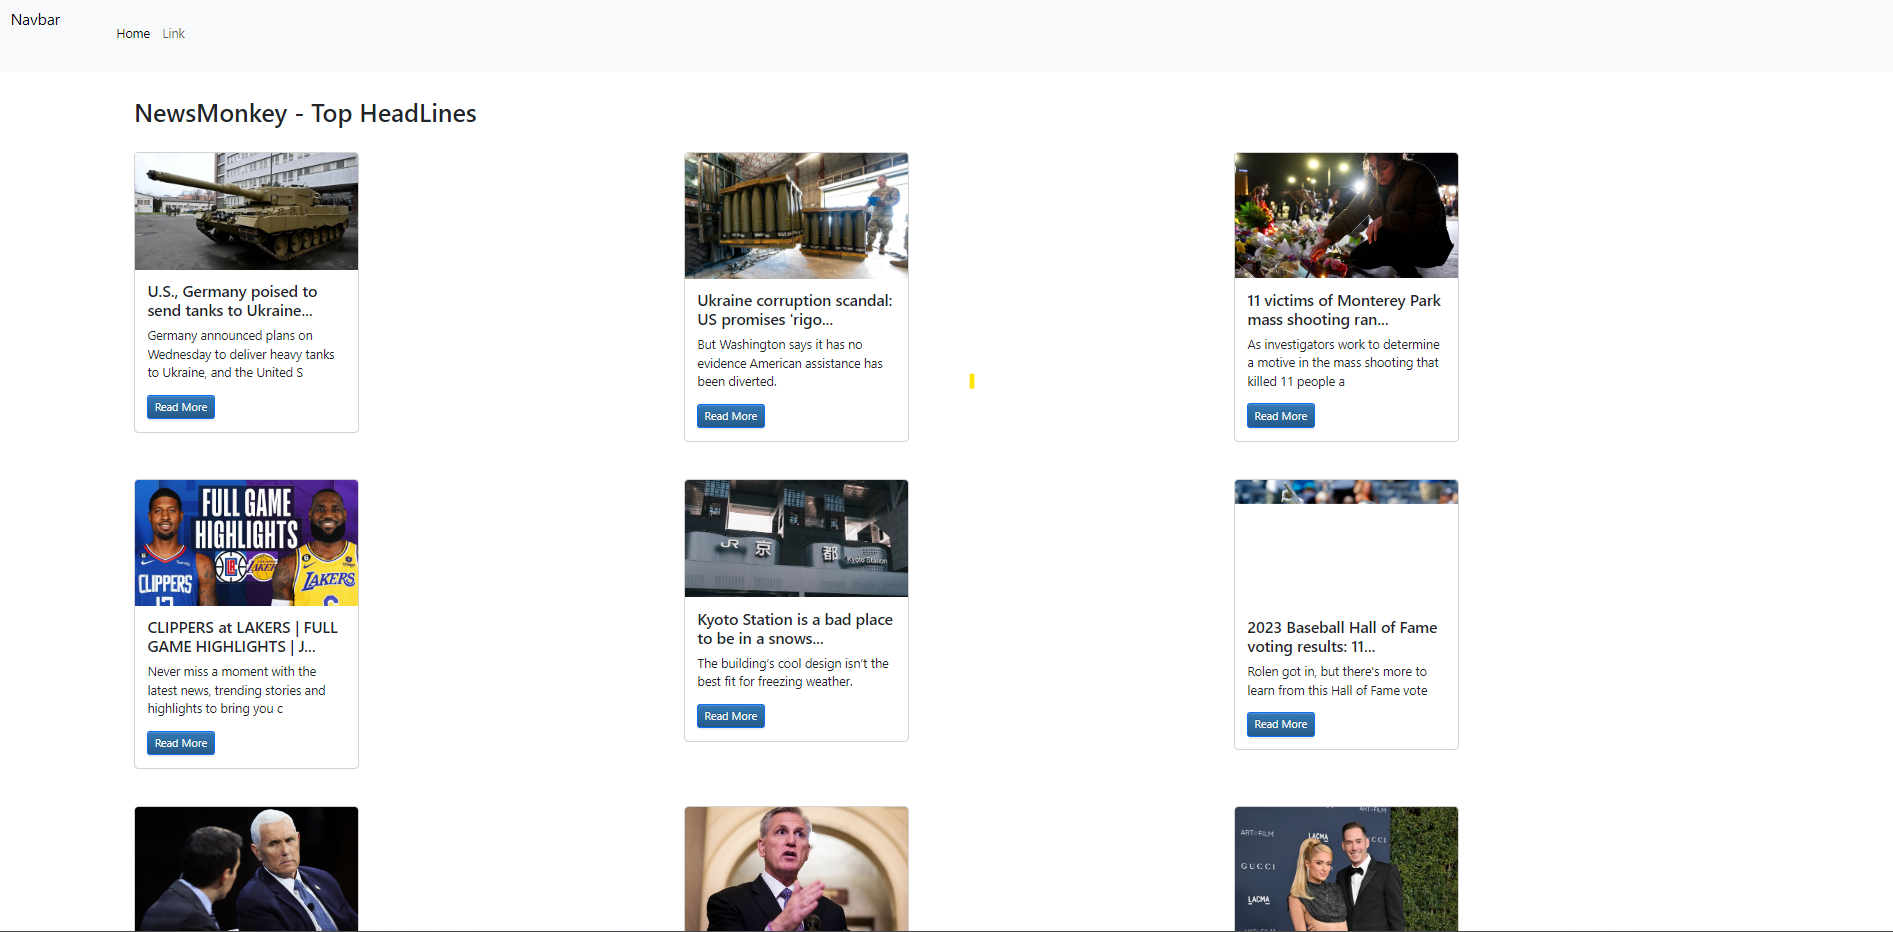 Navbar
Home Link
NewsMonkey - Top HeadLines
U.S., Germany poised to
send tanks to Ukraine...
Germany announced plans on
Wednesday to deliver heavy tanks
to Ukraine, and the United S
Read More
Ukraine corruption scandal:
US promises 'rigo...
But Washington says it has no
evidence American assistance has
been diverted.
Read More
11 victims of Monterey Park
mass shooting ran...
As investigators work to determine
a motive in the mass shooting that
killed 11 people a
Read More
FULL GAME
HIGHLIGHTS
CLIPPERS
LAKERS
CLIPPERS at LAKERS | FULL
GAME HIGHLIGHTS | J...
Never miss a moment with the
latest news, trending stories and
highlights to bring you c
Read More
JR 京都
Kyoto Station
Kyoto Station is a bad place
to be in a snows...
The building’s cool design isn’t the
best fit for freezing weather.
Read More
2023 Baseball Hall of Fame
voting results: 11...
Rolen got in, but there's more to
learn from this Hall of Fame vote
Read More
ART+FILM
LACMA
GUCCI
LACMA